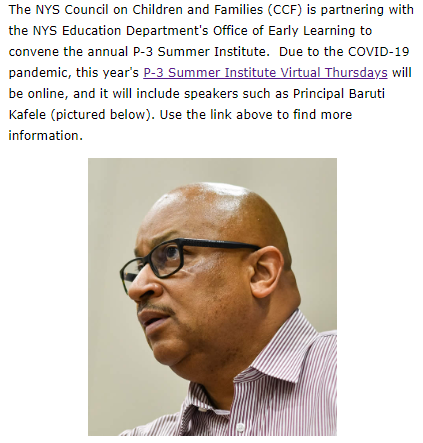 The NYS Council on Children and Families (CCF) is partnering with
the NYS Education Department's Office of Early Learning to
convene the annual P-3 Summer Institute.  Due to the COVID-19
pandemic, this year's P-3 Summer Institute Virtual Thursdays will
be online, and it will include speakers such as Principal Baruti
Kafele (pictured below). Use the link above to find more
information.